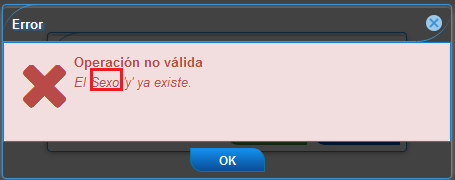 Error
Operación no válida
El Sexo 'y' ya existe.
OK